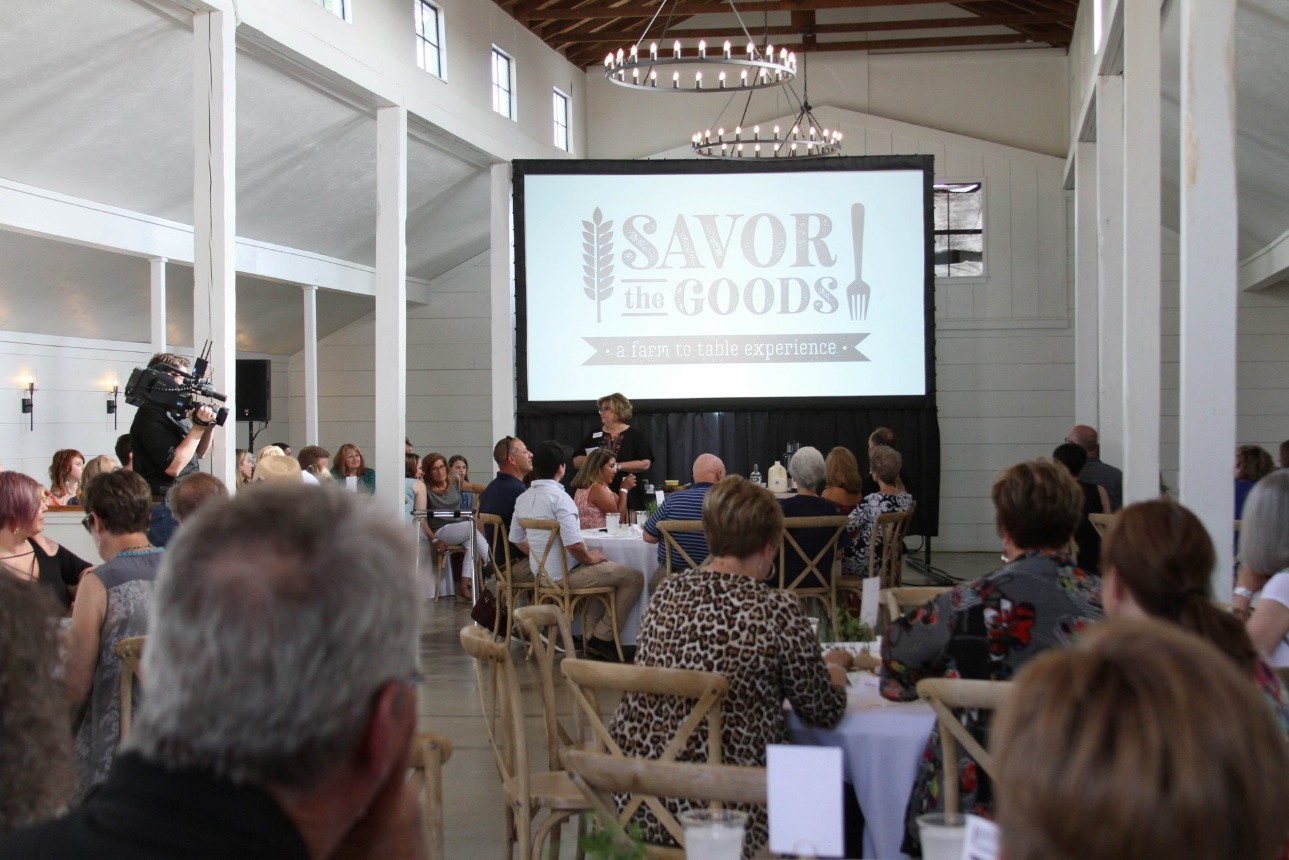 SAVOR
the GOODS
• a farm to table experience •